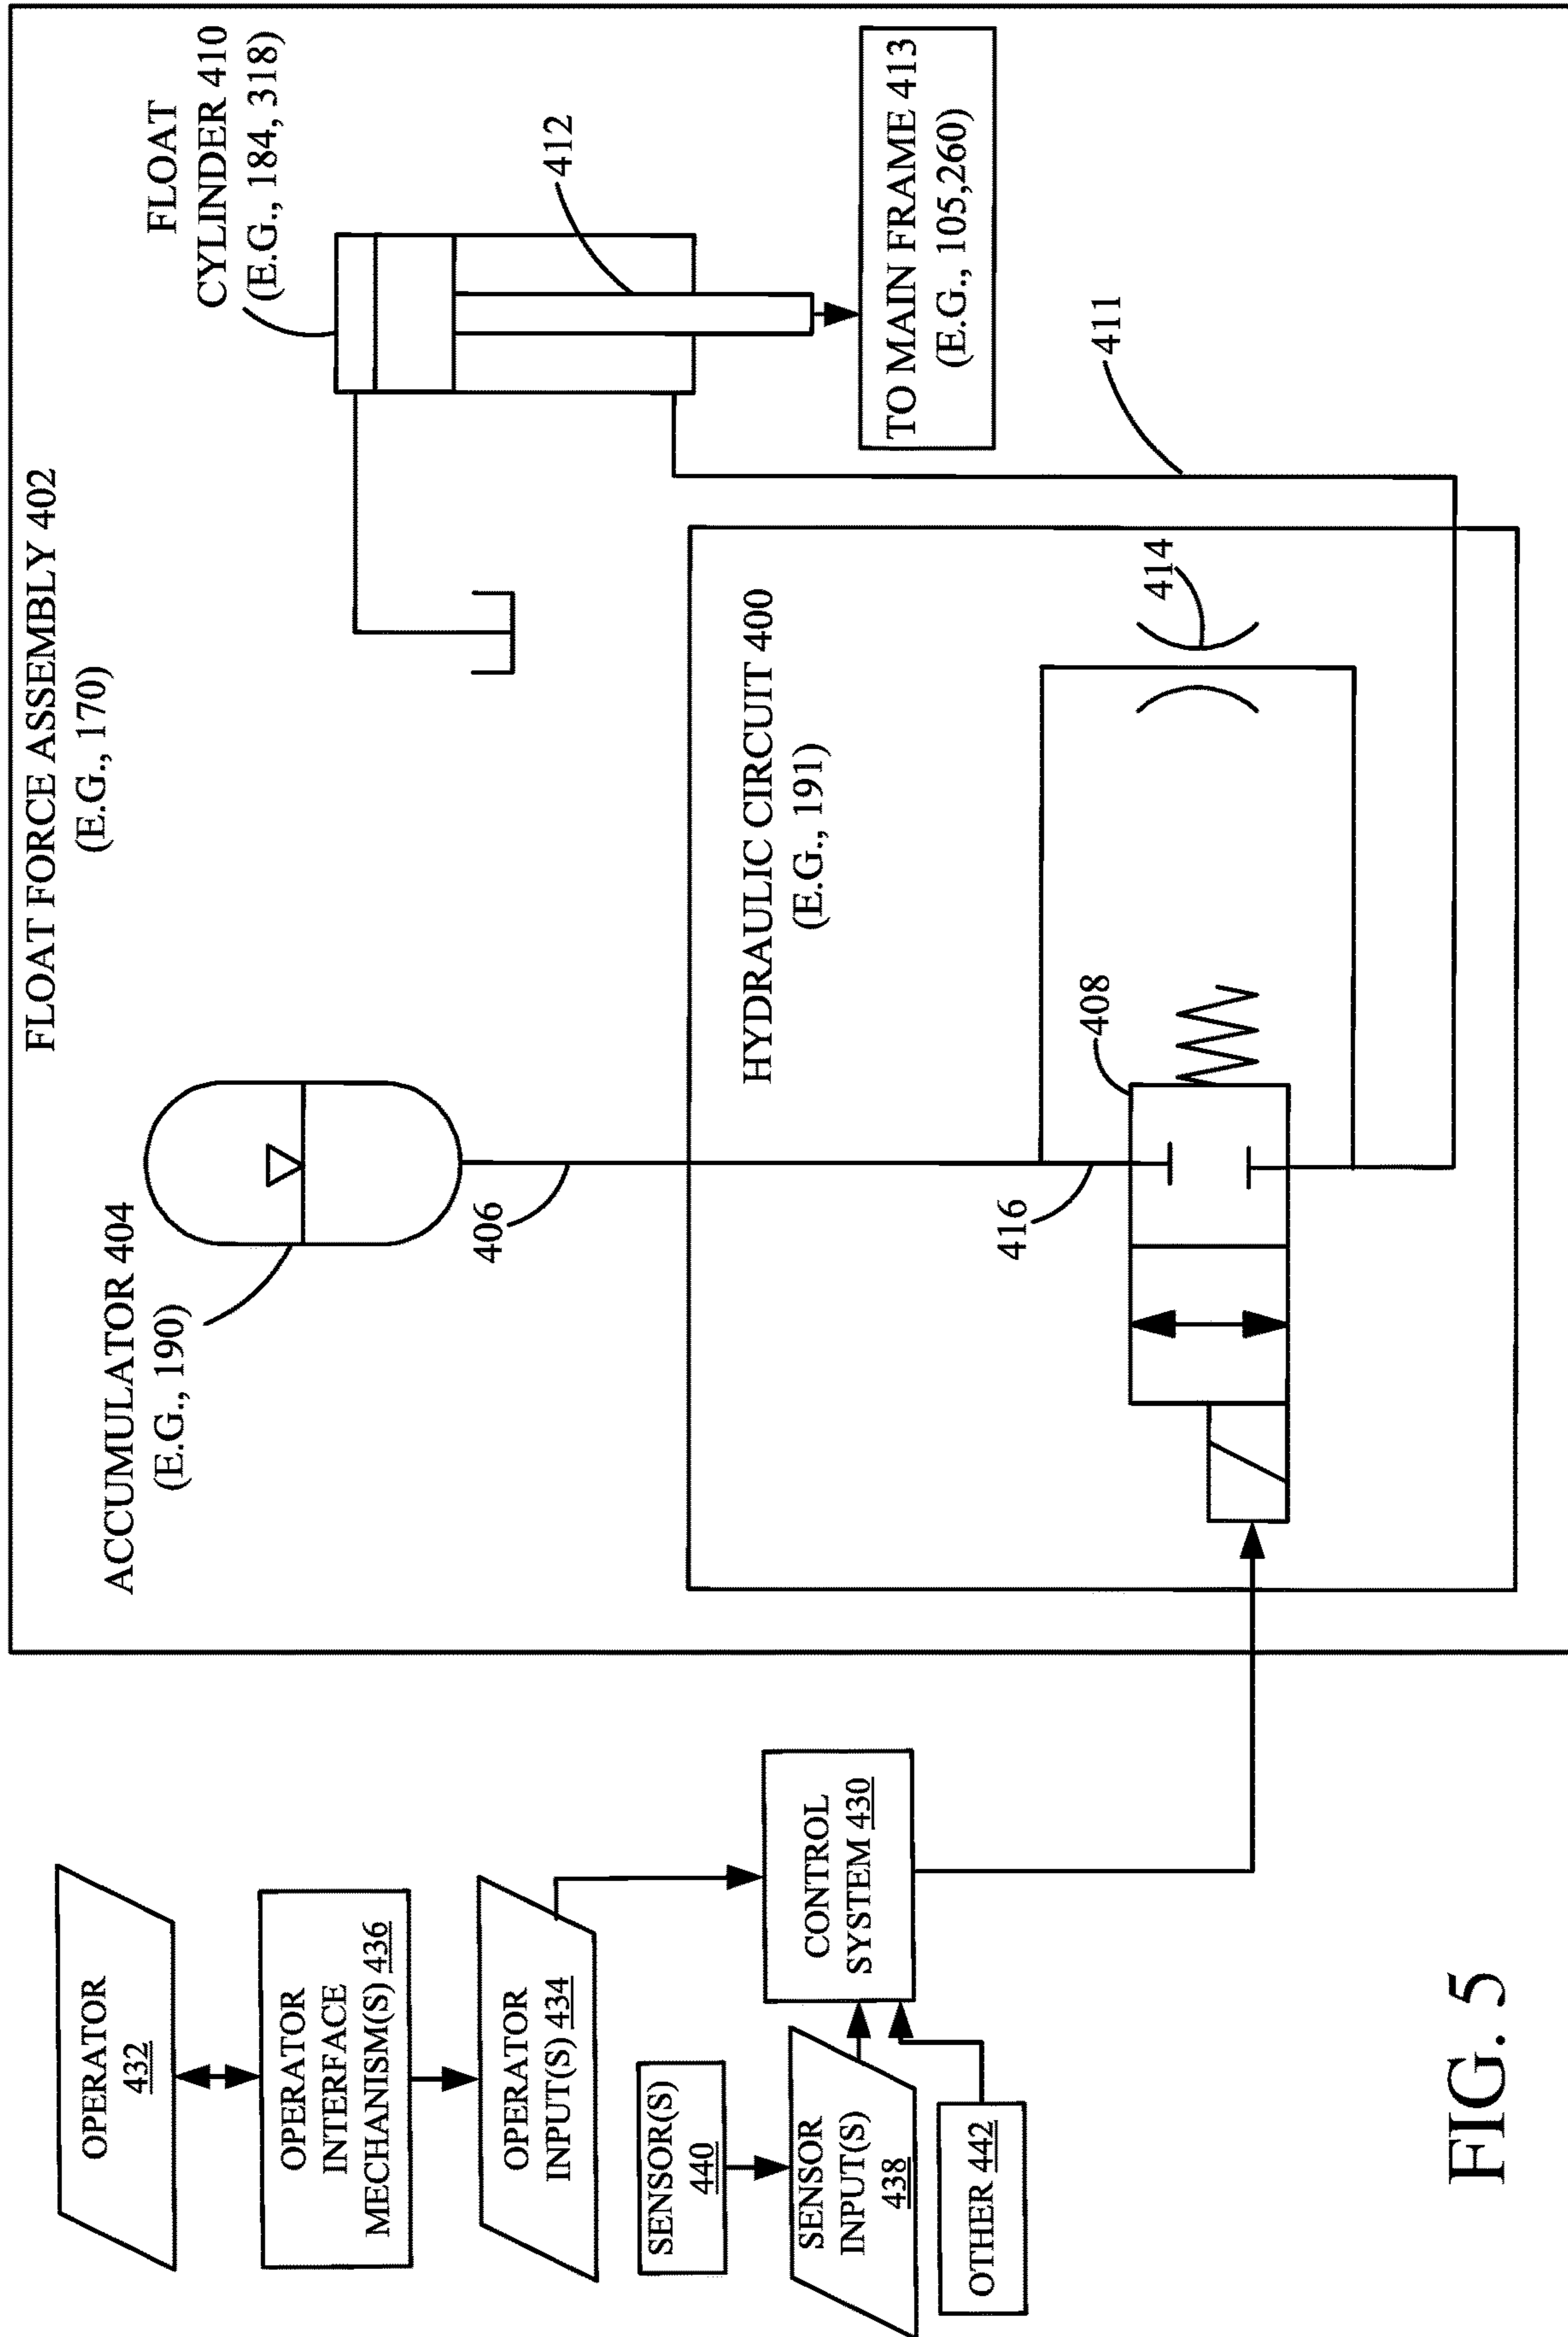 FLOAT FORCE ASSEMBLY 402
(E.G., 170)
ACCUMULATOR 404
(E.G., 190)
406
FLOAT
CYLINDER 410
(E.G., 184, 318)
412
TO MAIN FRAME 413
(E.G., 105,260)
411
HYDRAULIC CIRCUIT 400
(E.G., 191)
408
414
416
OPERATOR
432
OPERATOR
INTERFACE
MECHANISM(S) 436
OPERATOR
INPUT(S) 434
SENSOR(S)
440
SENSOR
INPUT(S)
438
OTHER 442
CONTROL
SYSTEM 430
FIG. 5